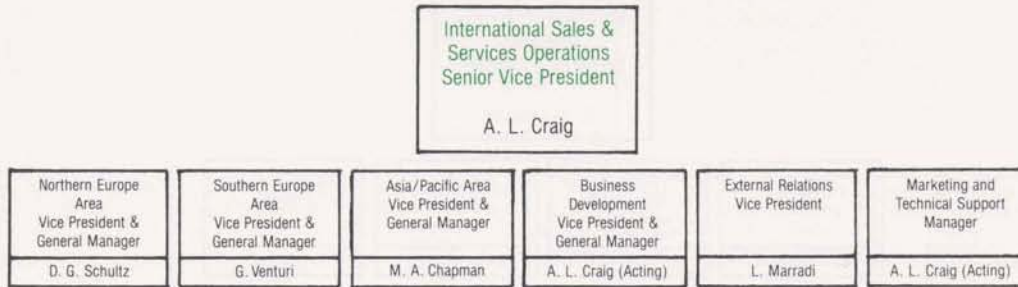 International Sales &
Services Operations
Senior Vice President
A. L. Craig
Northern Europe
Area
Vice President &
General Manager
D. G. Schultz
Southern Europe
Area
Vice President &
General Manager
G. Venturi
Asia/Pacific Area
Vice President &
General Manager
M. A. Chapman
Business
Development
Vice President &
General Manager
A. L. Craig (Acting)
External Relations
Vice President
L. Marradi
Marketing and
Technical Support
Manager
A. L. Craig (Acting)